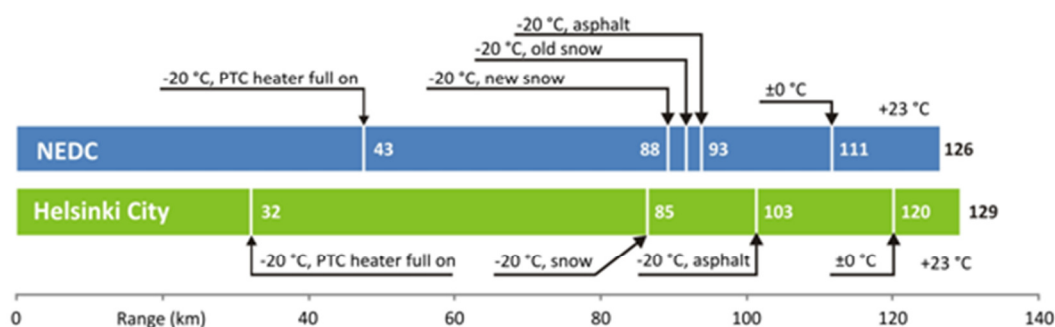 -20 °C, asphalt
-20 °C, old snow
-20 °C, new snow
-20 °C, PTC heater full on
±0 °C
+23 °C
NEDC 43 88 93 111 126
Helsinki City 32 85 103 120 129
-20 °C, PTC heater full on -20 °C, snow -20 °C, asphalt ±0 °C +23 °C
0 Range (km) 40 60 80 100 120 140